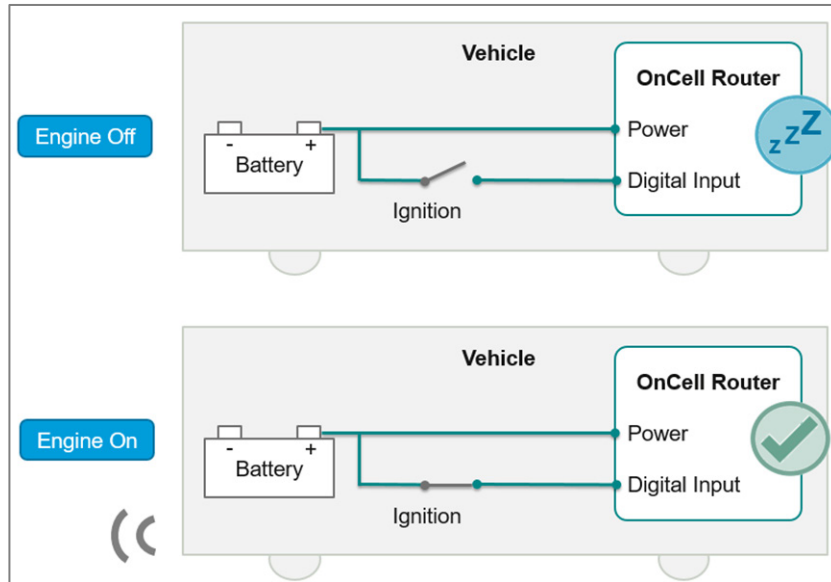 Vehicle
OnCell Router
Engine Off
Power
zZZ
- +
Battery
Digital Input
Ignition
Vehicle
OnCell Router
Engine On
Power
- +
Battery
Digital Input
Ignition